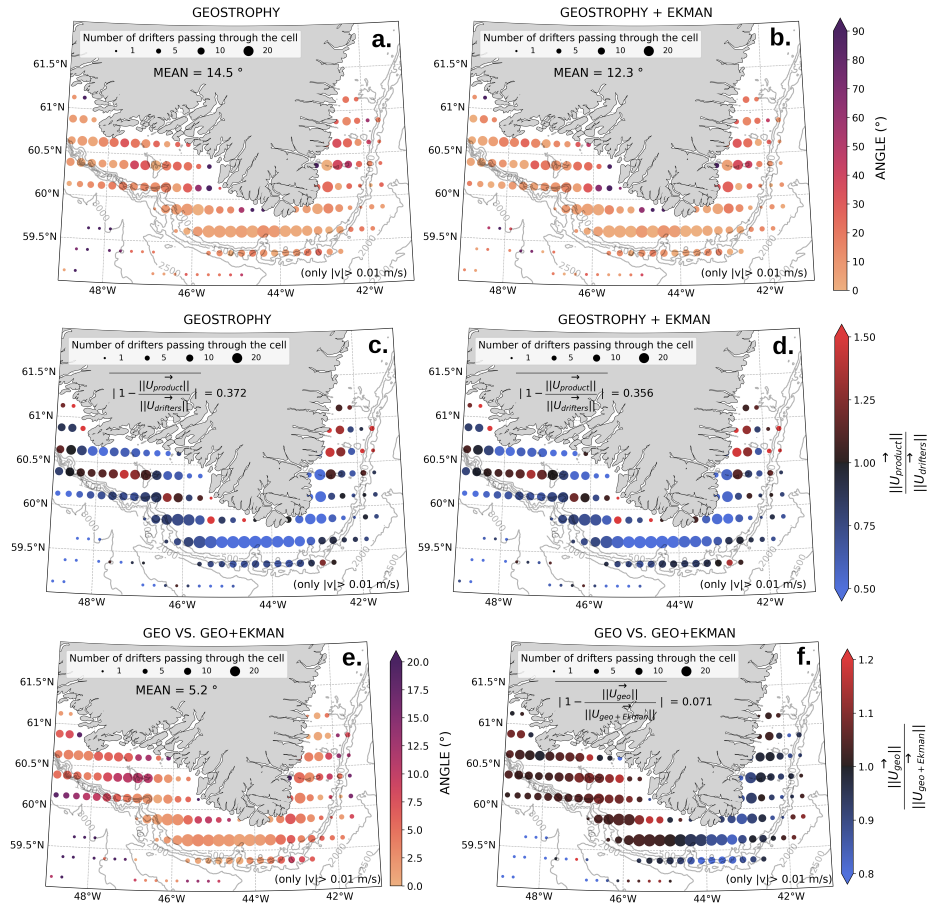 GEOSTROPHY
a.
Number of drifters passing through the cell
1 5 10 20
MEAN = 14.5 °
61.5°N
61°N
60.5°N
60°N
59.5°N
2500
2000
(only |v|> 0.01 m/s)
48°W 46°W 44°W 42°W
GEOSTROPHY + EKMAN
b.
Number of drifters passing through the cell
1 5 10 20
MEAN = 12.3 °
61.5°N
61°N
60.5°N
60°N
59.5°N
2500
2000
(only |v|> 0.01 m/s)
48°W 46°W 44°W 42°W
90
80
70
60
50
40
30
20
10
0
ANGLE (°)
GEOSTROPHY
c.
Number of drifters passing through the cell
1 5 10 20
| 1 − ||U_product|| / ||U_drifters|| | = 0.372
61.5°N
61°N
60.5°N
60°N
59.5°N
2000
2500
(only |v|> 0.01 m/s)
48°W 46°W 44°W 42°W
GEOSTROPHY + EKMAN
d.
Number of drifters passing through the cell
1 5 10 20
| 1 − ||U_product|| / ||U_drifters|| | = 0.356
61.5°N
61°N
60.5°N
60°N
59.5°N
2000
2500
(only |v|> 0.01 m/s)
48°W 46°W 44°W 42°W
1.50
1.25
1.00
0.75
0.50
||U_product|| / ||U_drifters||
GEO VS. GEO+EKMAN
e.
Number of drifters passing through the cell
1 5 10 20
MEAN = 5.2 °
61.5°N
61°N
60.5°N
60°N
59.5°N
2000
2500
(only |v|> 0.01 m/s)
48°W 46°W 44°W 42°W
20.0
17.5
15.0
12.5
10.0
7.5
5.0
2.5
0.0
ANGLE (°)
GEO VS. GEO+EKMAN
f.
Number of drifters passing through the cell
1 5 10 20
| 1 − ||U_geo|| / ||U_geo+Ekman|| | = 0.071
61.5°N
61°N
60.5°N
60°N
59.5°N
2000
2500
(only |v|> 0.01 m/s)
48°W 46°W 44°W 42°W
1.2
1.1
1.0
0.9
0.8
||U_geo|| / ||U_geo+Ekman||